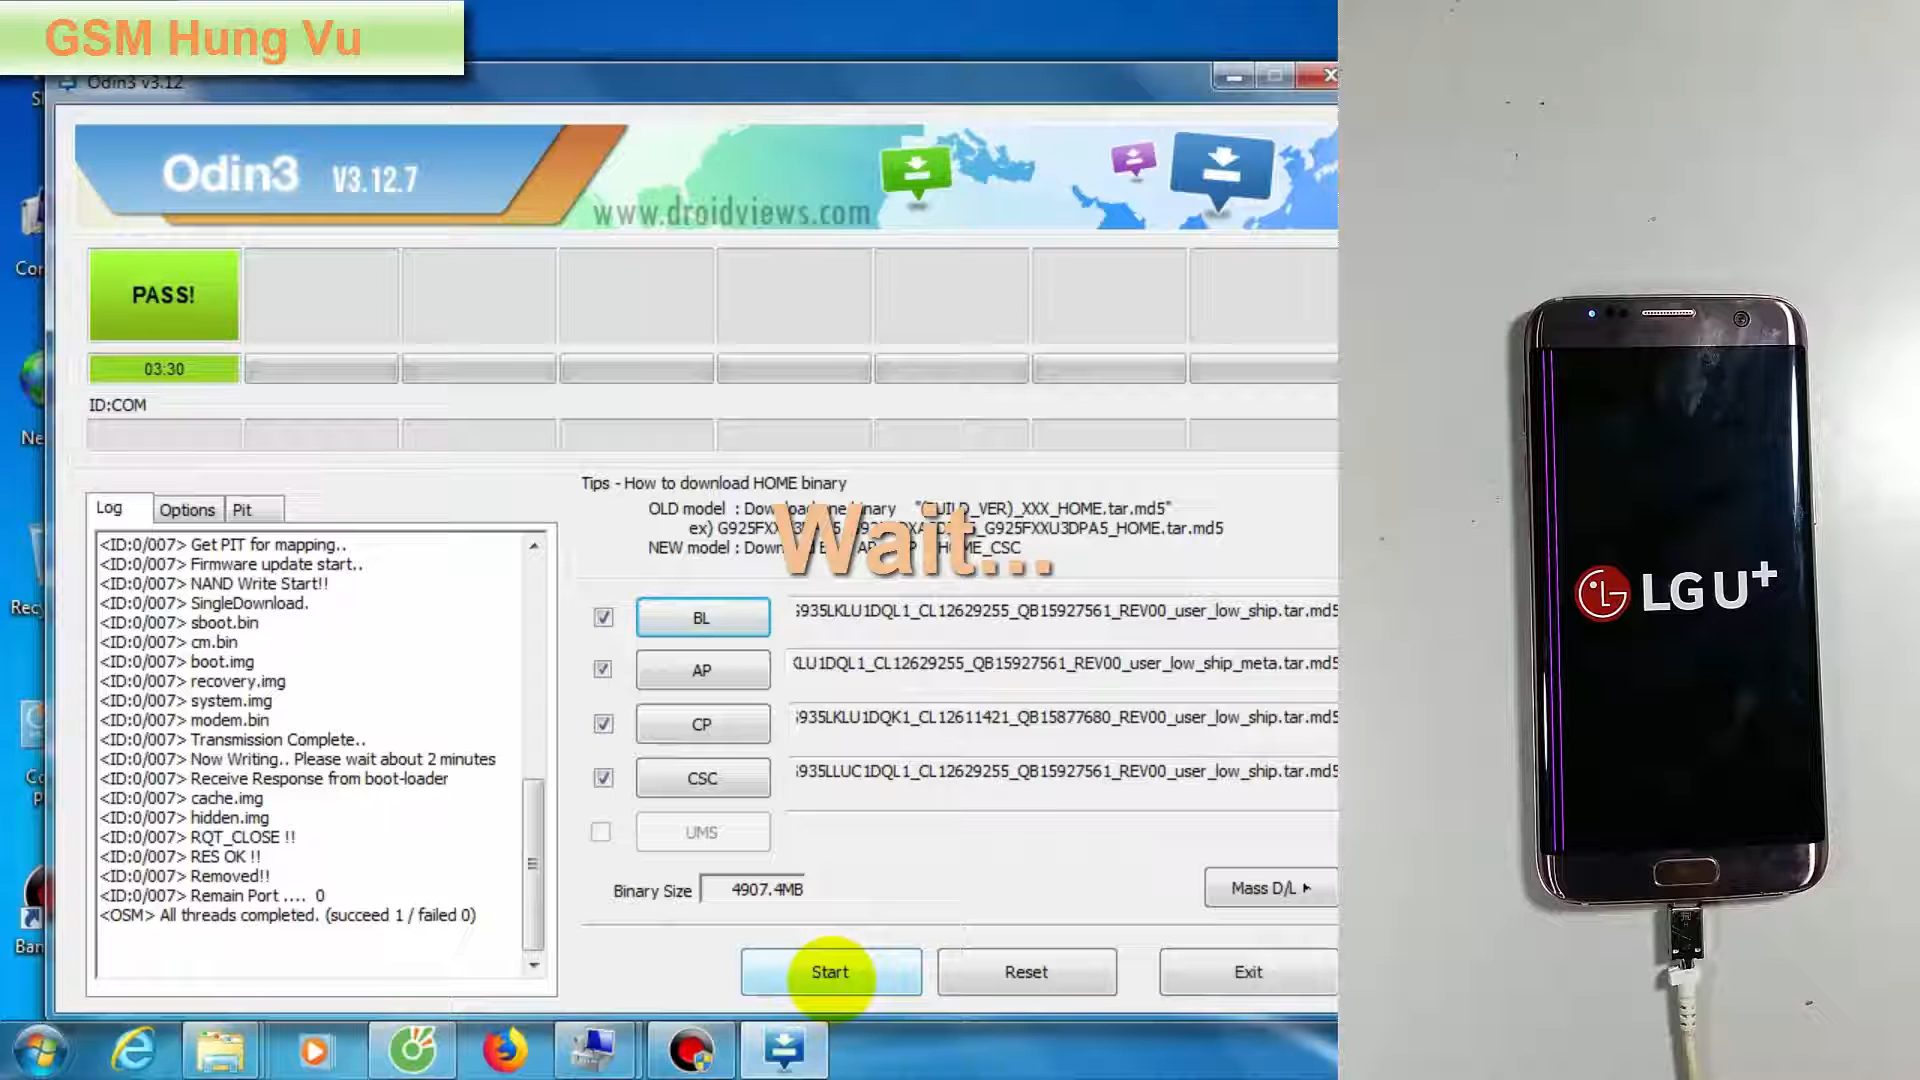 GSM Hung Vu
Odin3 v3.12
Odin3 V3.12.7
www.droidviews.com
PASS!
03:30
ID:COM
Log
Options
Pit
<ID:0/007> Get PIT for mapping..
<ID:0/007> Firmware update start..
<ID:0/007> NAND Write Start!!
<ID:0/007> SingleDownload.
<ID:0/007> sboot.bin
<ID:0/007> cm.bin
<ID:0/007> boot.img
<ID:0/007> recovery.img
<ID:0/007> system.img
<ID:0/007> modem.bin
<ID:0/007> Transmission Complete..
<ID:0/007> Now Writing.. Please wait about 2 minutes
<ID:0/007> Receive Response from boot-loader
<ID:0/007> cache.img
<ID:0/007> hidden.img
<ID:0/007> RQT_CLOSE !!
<ID:0/007> RES OK !!
<ID:0/007> Removed!!
<ID:0/007> Remain Port .... 0
<OSM> All threads completed. (succeed 1 / failed 0)
Tips - How to download HOME binary
OLD model : "(BUILD_VER)_XXX_HOME.tar.md5"
ex) G925FXXU3DPA5_HOME.tar.md5
NEW model :
Wait...
BL 935LKLU1DQL1_CL12629255_QB15927561_REV00_user_low_ship.tar.md5
AP LU1DQL1_CL12629255_QB15927561_REV00_user_low_ship_meta.tar.md5
CP 935LKLU1DQK1_CL12611421_QB15877680_REV00_user_low_ship.tar.md5
CSC 935LLUC1DQL1_CL12629255_QB15927561_REV00_user_low_ship.tar.md5
UMS
Binary Size 4907.4MB
Mass D/L
Start
Reset
Exit
LG U+